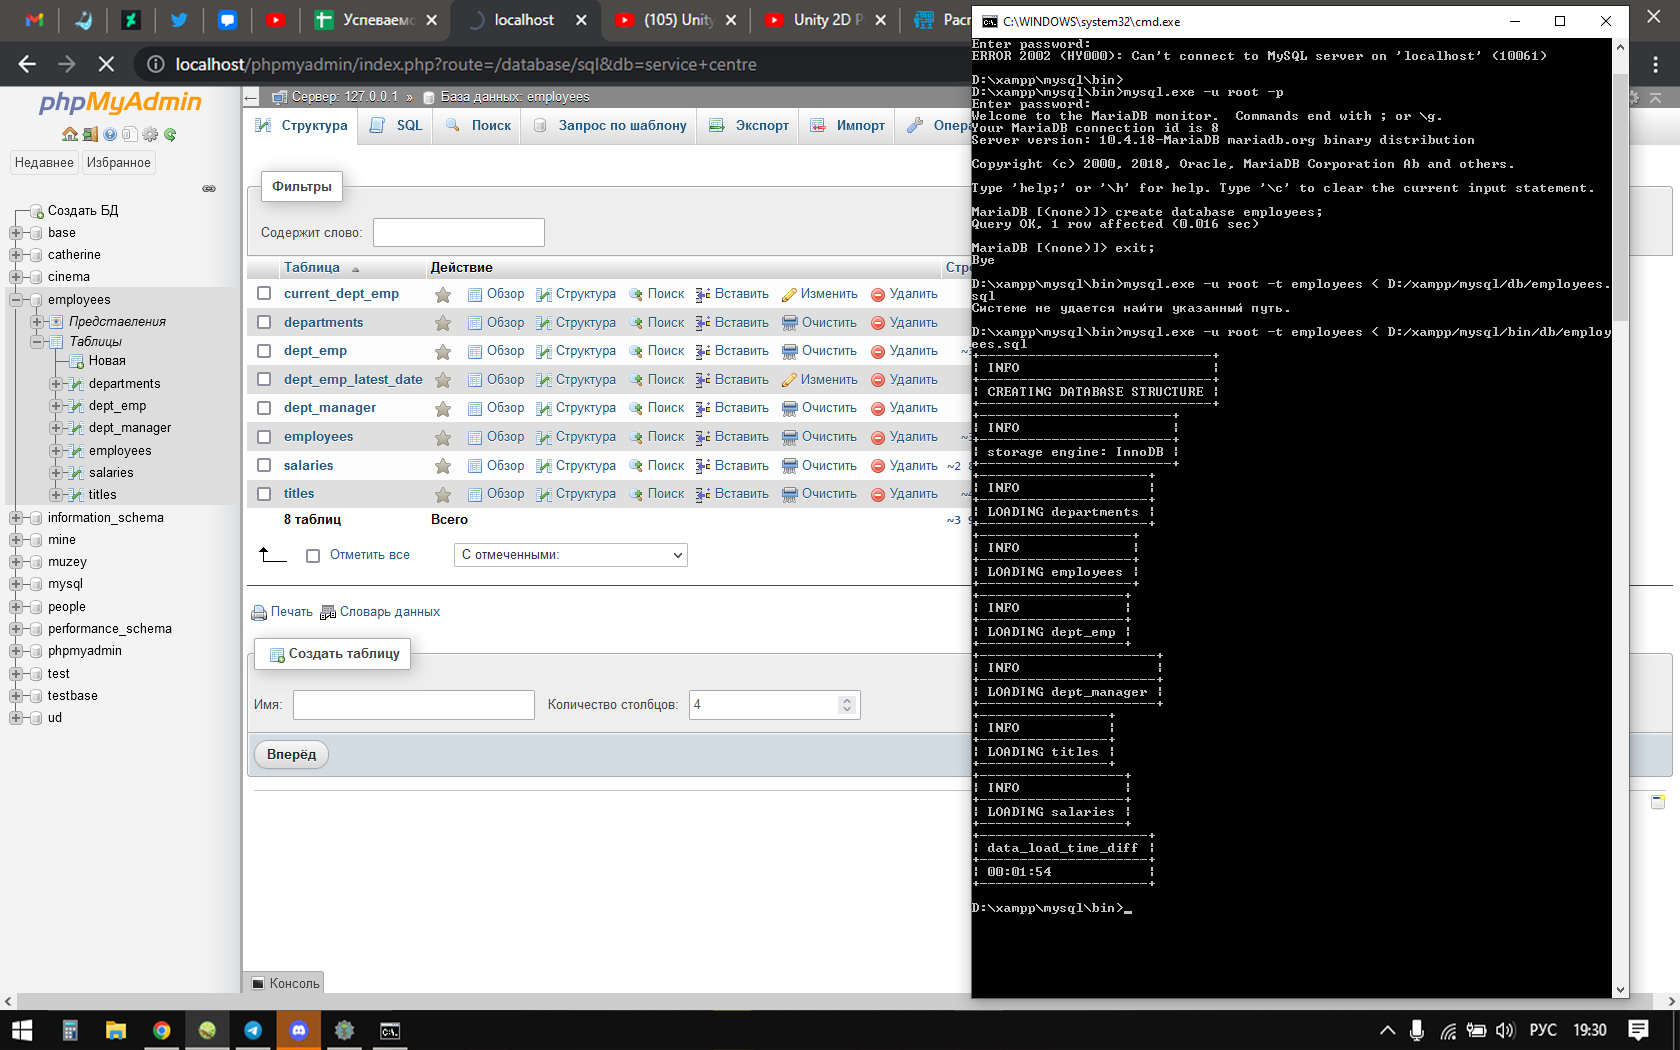 Успеваемс
localhost
(105) Unity
Unity 2D P
Расп
localhost/phpmyadmin/index.php?route=/database/sql&db=service+centre
phpMyAdmin
Недавнее
Избранное
Создать БД
base
catherine
cinema
employees
Представления
Таблицы
Новая
departments
dept_emp
dept_manager
employees
salaries
titles
information_schema
mine
muzey
mysql
people
performance_schema
phpmyadmin
test
testbase
ud
Сервер: 127.0.0.1 » База данных: employees
Структура SQL Поиск Запрос по шаблону Экспорт Импорт Опера
Фильтры
Содержит слово:
Таблица Действие Стро
current_dept_emp Обзор Структура Поиск Вставить Изменить Удалить
departments Обзор Структура Поиск Вставить Очистить Удалить
dept_emp Обзор Структура Поиск Вставить Очистить Удалить
dept_emp_latest_date Обзор Структура Поиск Вставить Изменить Удалить
dept_manager Обзор Структура Поиск Вставить Очистить Удалить
employees Обзор Структура Поиск Вставить Очистить Удалить
salaries Обзор Структура Поиск Вставить Очистить Удалить ~2
titles Обзор Структура Поиск Вставить Очистить Удалить
8 таблиц Всего ~3
Отметить все С отмеченными:
Печать Словарь данных
Создать таблицу
Имя: Количество столбцов: 4
Вперёд
Консоль
C:\WINDOWS\system32\cmd.exe
Enter password:
ERROR 2002 (HY000): Can't connect to MySQL server on 'localhost' (10061)
D:\xampp\mysql\bin>
D:\xampp\mysql\bin>mysql.exe -u root -p
Enter password:
Welcome to the MariaDB monitor.  Commands end with ; or \g.
Your MariaDB connection id is 8
Server version: 10.4.18-MariaDB mariadb.org binary distribution
Copyright (c) 2000, 2018, Oracle, MariaDB Corporation Ab and others.
Type 'help;' or '\h' for help. Type '\c' to clear the current input statement.
MariaDB [(none)]> create database employees;
Query OK, 1 row affected (0.016 sec)
MariaDB [(none)]> exit;
Bye
D:\xampp\mysql\bin>mysql.exe -u root -t employees < D:/xampp/mysql/db/employees.
sql
Системе не удается найти указанный путь.
D:\xampp\mysql\bin>mysql.exe -u root -t employees < D:/xampp/mysql/bin/db/employ
ees.sql
INFO
CREATING DATABASE STRUCTURE
INFO
storage engine: InnoDB
INFO
LOADING departments
INFO
LOADING employees
INFO
LOADING dept_emp
INFO
LOADING dept_manager
INFO
LOADING titles
INFO
LOADING salaries
data_load_time_diff
00:01:54
D:\xampp\mysql\bin>_
РУС 19:30